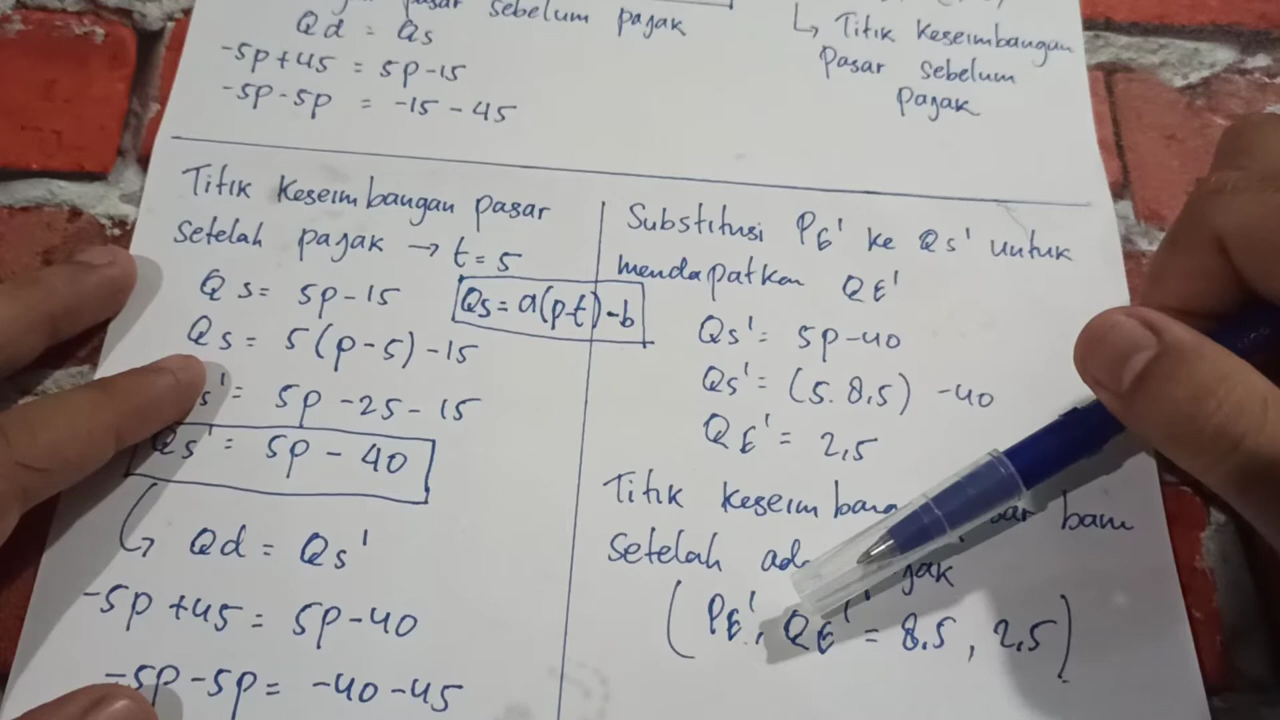 pasar sebelum pajak
Qd = Qs
-5p+45 = 5p-15
-5p-5p = -15-45
↳ Titik Keseimbangan
Pasar Sebelum
Pajak
Titik Keseimbangan pasar
setelah pajak → t=5
Qs = 5p-15
Qs=a(p-t)-b
Qs = 5(p-5)-15
s' = 5p-25-15
Qs' = 5p-40
↳ Qd = Qs'
-5p+45 = 5p-40
-5p-5p = -40-45
Substitusi PE' ke Qs' untuk
mendapatkan QE'
Qs' = 5p-40
Qs' = (5.8,5) -40
QE' = 2,5
Titik Keseimbang bam
Setelah ad jak
(PE', QE' = 8,5, 2,5)